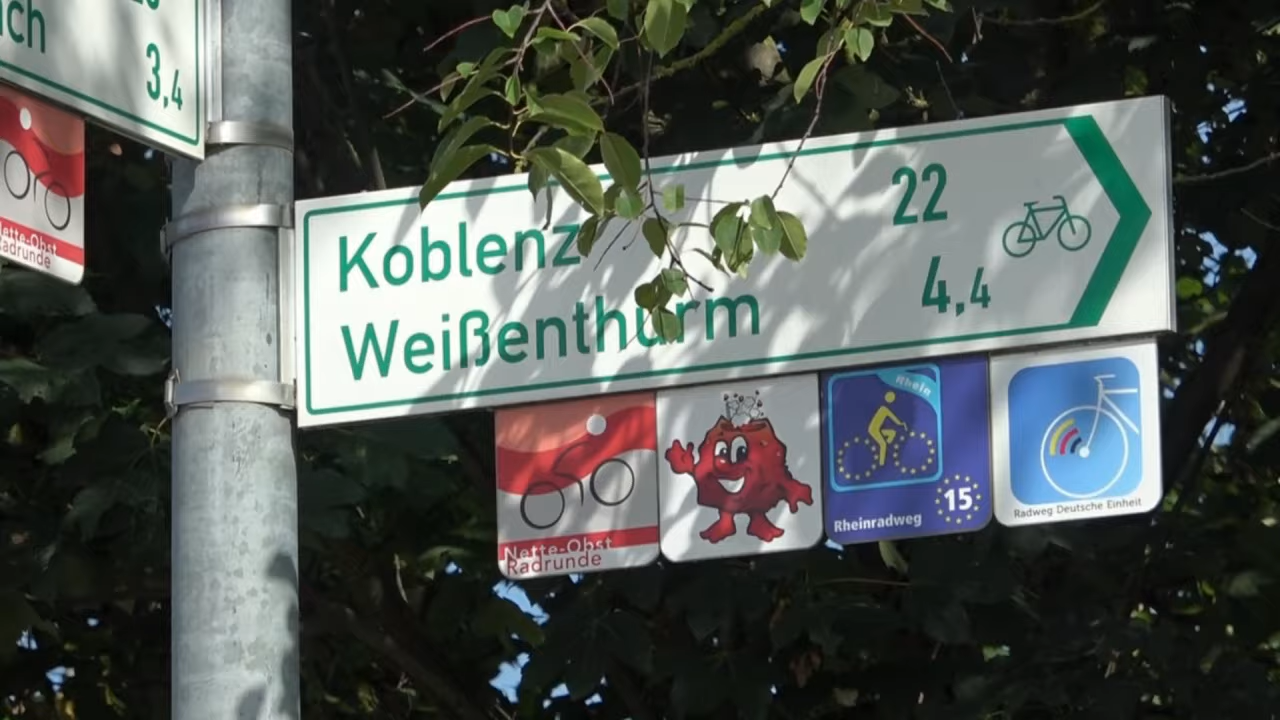 3,4
Nette-Obst
Radrunde
Koblenz 22
Weißenthurm 4,4
Nette-Obst
Radrunde
Rhein
Rheinradweg 15
Radweg Deutsche Einheit